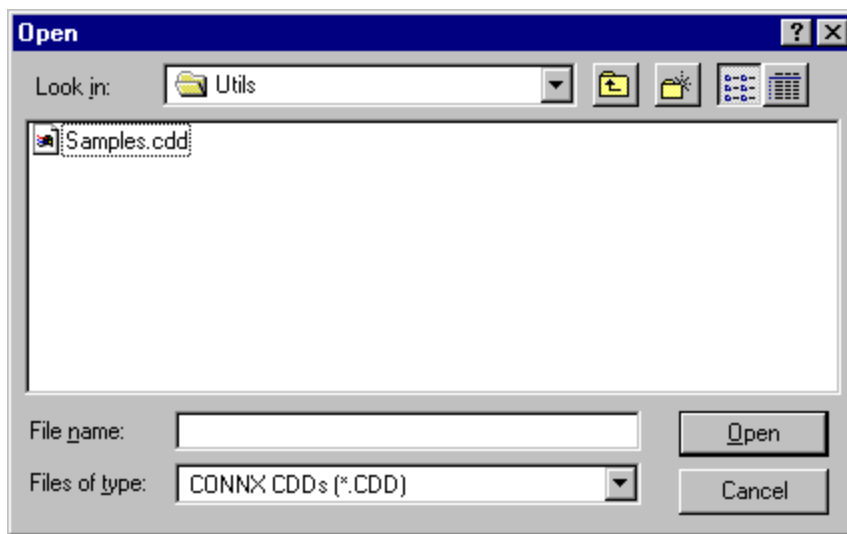 Open
Look in: Utils
Samples.cdd
File name: Open
Files of type: CONNX CDDs (*.CDD) Cancel